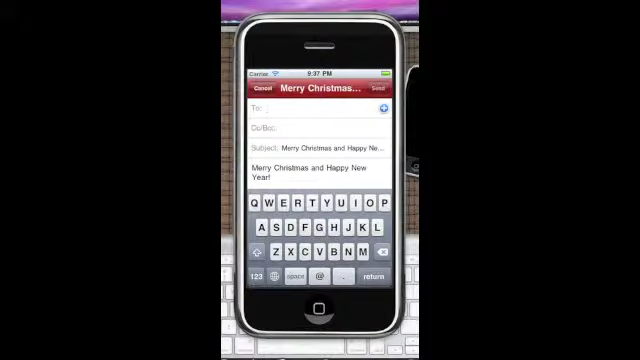 Carrier 9:37 PM
Cancel Merry Christmas... Send
To:
Cc/Bcc:
Subject: Merry Christmas and Happy Ne...
Merry Christmas and Happy New
Year!
Q W E R T Y U I O P
A S D F G H J K L
Z X C V B N M
123 space @ . return